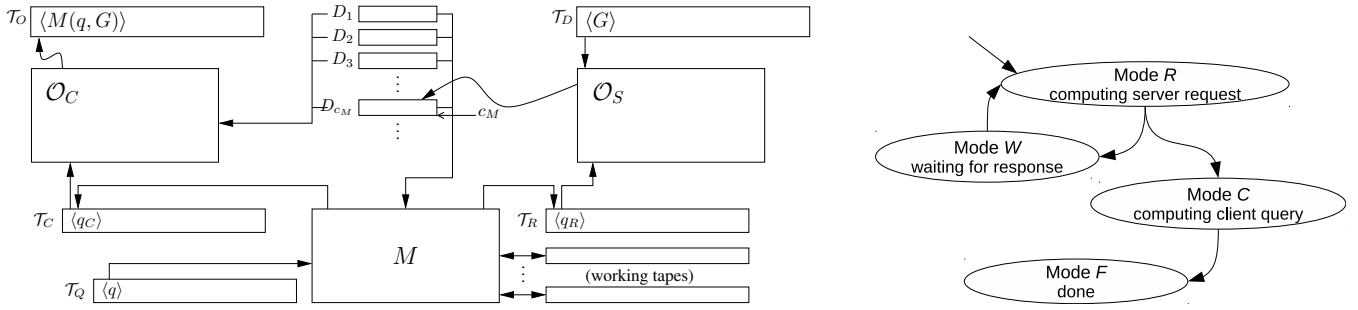 𝒯_O ⟨M(q, G)⟩
D_1
D_2
D_3
⋮
D_{c_M}
c_M
⋮
𝒯_D ⟨G⟩
𝒪_C
𝒪_S
𝒯_C ⟨q_C⟩
𝒯_R ⟨q_R⟩
M
⋮
(working tapes)
𝒯_Q ⟨q⟩
Mode R
computing server request
Mode W
waiting for response
Mode C
computing client query
Mode F
done